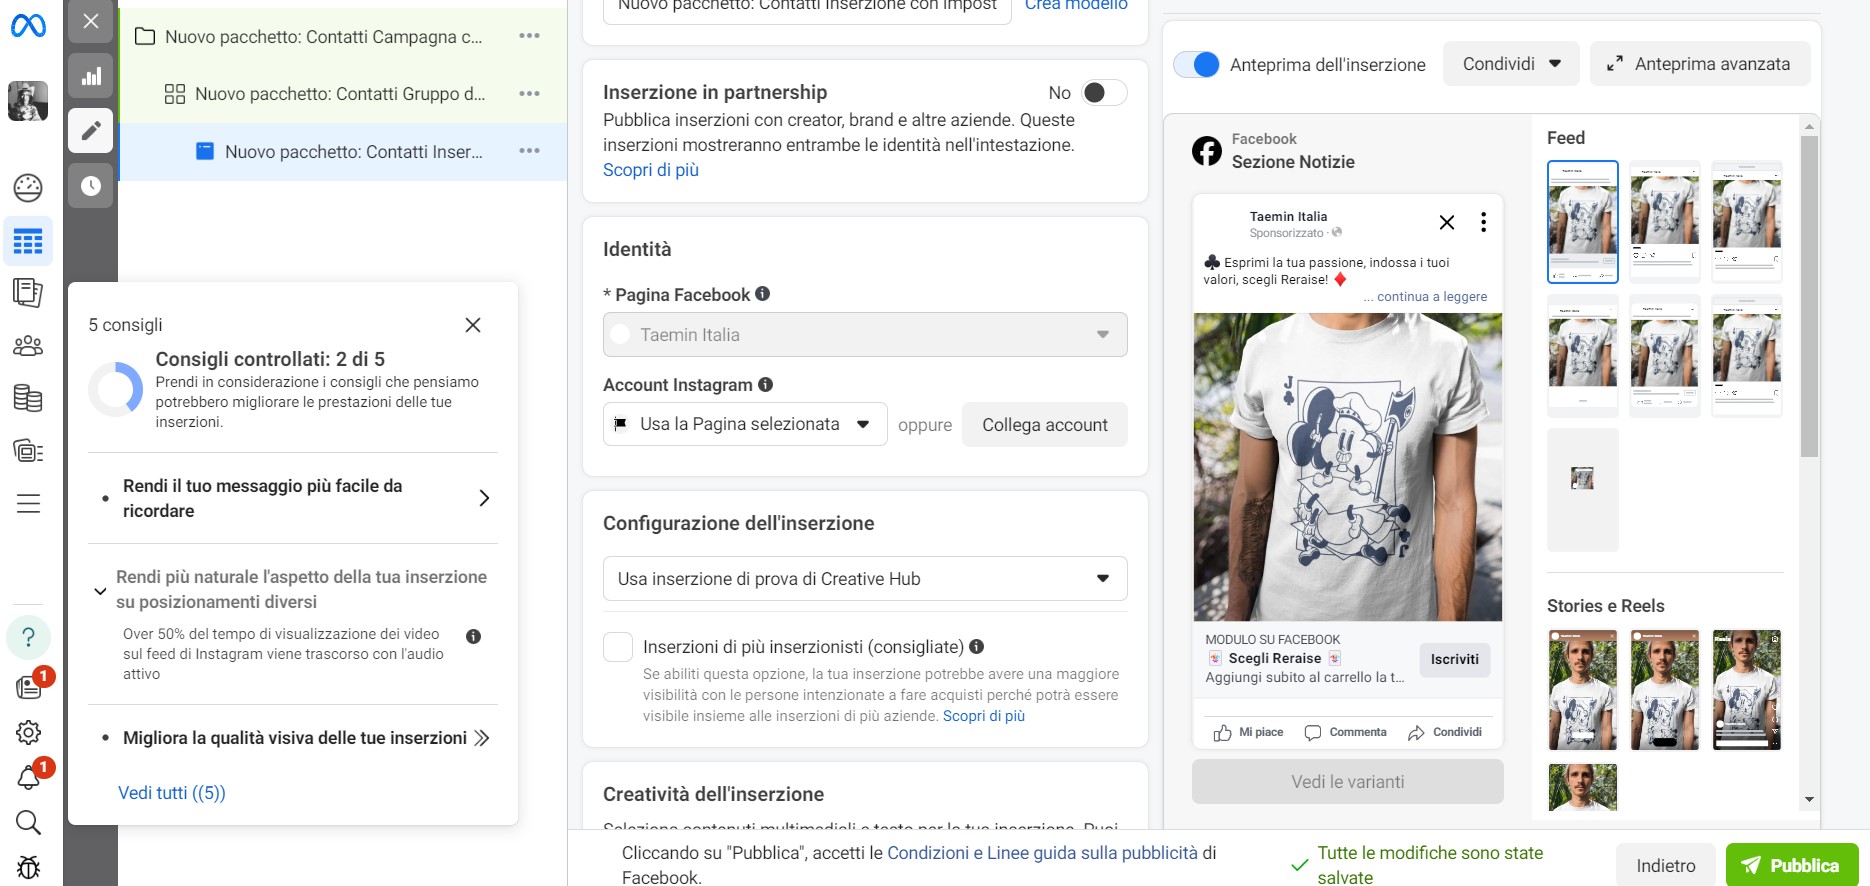 Nuovo pacchetto: Contatti Campagna c...
Nuovo pacchetto: Contatti Gruppo d...
Nuovo pacchetto: Contatti Inser...
5 consigli
Consigli controllati: 2 di 5
Prendi in considerazione i consigli che pensiamo
potrebbero migliorare le prestazioni delle tue
inserzioni.
Rendi il tuo messaggio più facile da
ricordare
Rendi più naturale l'aspetto della tua inserzione
su posizionamenti diversi
Over 50% del tempo di visualizzazione dei video
sul feed di Instagram viene trascorso con l'audio
attivo
Migliora la qualità visiva delle tue inserzioni
Vedi tutti ((5))
?
1
1
Nuovo pacchetto: Contatti Inserzione con impost
Crea modello
Inserzione in partnership
No
Pubblica inserzioni con creator, brand e altre aziende. Queste
inserzioni mostreranno entrambe le identità nell'intestazione.
Scopri di più
Identità
* Pagina Facebook
Taemin Italia
Account Instagram
Usa la Pagina selezionata
oppure
Collega account
Configurazione dell'inserzione
Usa inserzione di prova di Creative Hub
Inserzioni di più inserzionisti (consigliate)
Se abiliti questa opzione, la tua inserzione potrebbe avere una maggiore
visibilità con le persone intenzionate a fare acquisti perché potrà essere
visibile insieme alle inserzioni di più aziende. Scopri di più
Creatività dell'inserzione
Seleziona contenuti multimediali e testo per la tua inserzione. Puoi
Anteprima dell'inserzione
Condividi
Anteprima avanzata
Facebook
Sezione Notizie
Taemin Italia
Sponsorizzato ·
♣ Esprimi la tua passione, indossa i tuoi
valori, scegli Reraise! ♦
... continua a leggere
J
J
MODULO SU FACEBOOK
🃏 Scegli Reraise 🃏
Aggiungi subito al carrello la t...
Iscriviti
Mi piace
Commenta
Condividi
Vedi le varianti
Feed
Stories e Reels
Cliccando su "Pubblica", accetti le Condizioni e Linee guida sulla pubblicità di
Facebook.
Tutte le modifiche sono state
salvate
Indietro
Pubblica